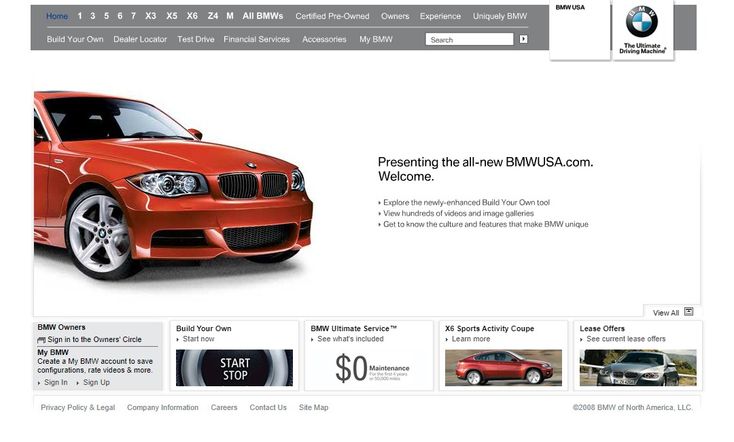 Home 1 3 5 6 7 X3 X5 X6 Z4 M All BMWs Certified Pre-Owned Owners Experience Uniquely BMW
Build Your Own Dealer Locator Test Drive Financial Services Accessories My BMW Search
BMW USA
BMW
The Ultimate
Driving Machine®
Presenting the all-new BMWUSA.com.
Welcome.
Explore the newly-enhanced Build Your Own tool
View hundreds of videos and image galleries
Get to know the culture and features that make BMW unique
View All
BMW Owners
Sign in to the Owners' Circle
My BMW
Create a My BMW account to save
configurations, rate videos & more.
Sign In Sign Up
Build Your Own
Start now
START
STOP
BMW Ultimate Service™
See what's included
$0 Maintenance
For the first 4 years
or 50,000 miles
X6 Sports Activity Coupe
Learn more
Lease Offers
See current lease offers
Privacy Policy & Legal Company Information Careers Contact Us Site Map
©2008 BMW of North America, LLC.